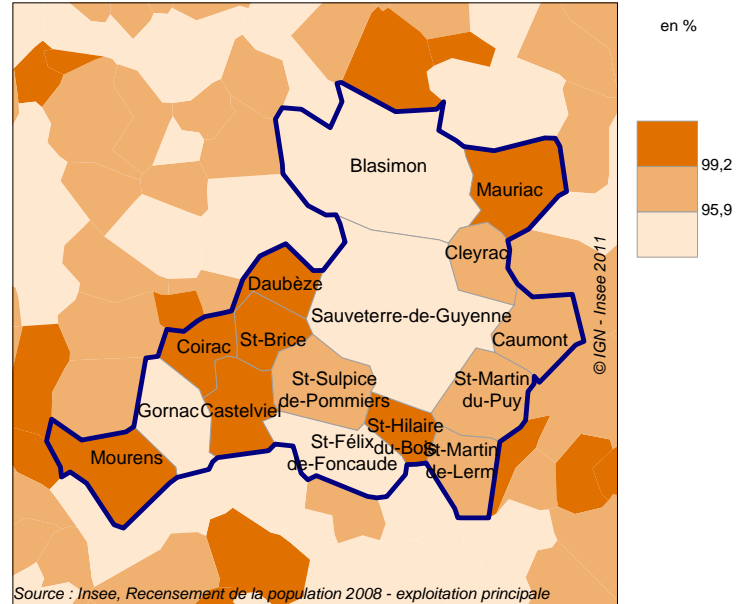 en %
99,2
95,9
Blasimon
Mauriac
Cleyrac
Daubèze
Sauveterre-de-Guyenne
Caumont
Coirac
St-Brice
St-Sulpice
de-Pommiers
St-Martin
du-Puy
Gornac
Castelviel
St-Hilaire
du-Bois
St-Félix
de-Foncaude
St-Martin
de-Lerm
Mourens
© IGN - Insee 2011
Source : Insee, Recensement de la population 2008 - exploitation principale